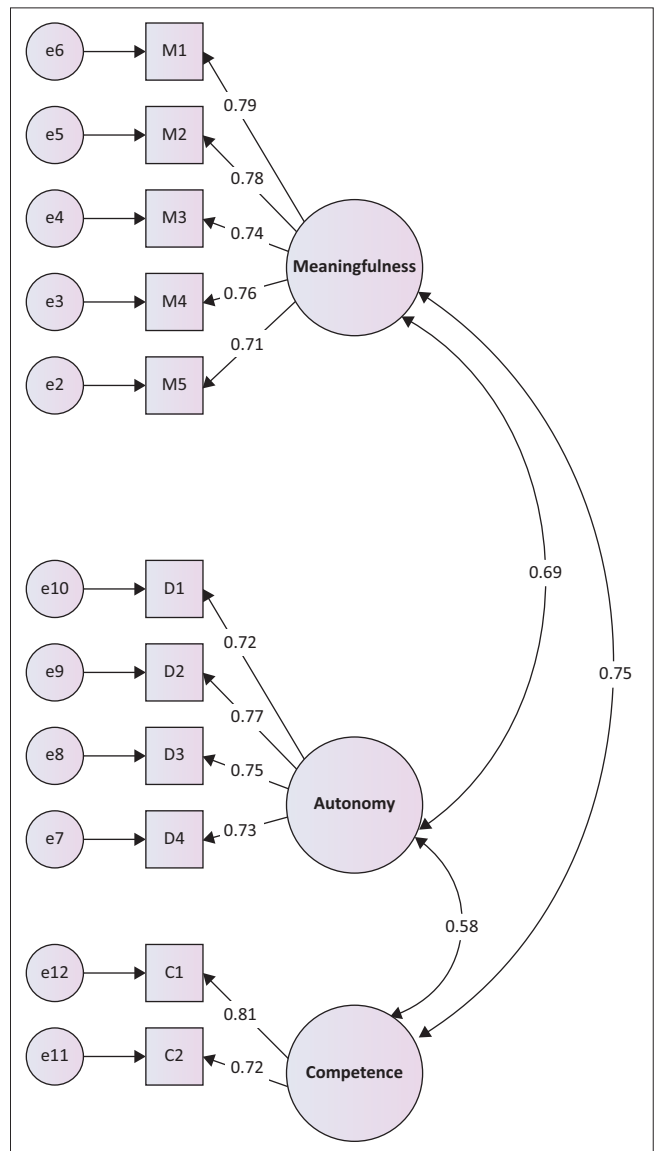 e6
M1
0.79
e5
M2
0.78
e4
M3
0.74
Meaningfulness
e3
M4
0.76
e2
M5
0.71
0.69
0.75
e10
D1
0.72
e9
D2
0.77
e8
D3
0.75
Autonomy
e7
D4
0.73
0.58
e12
C1
0.81
e11
C2
0.72
Competence